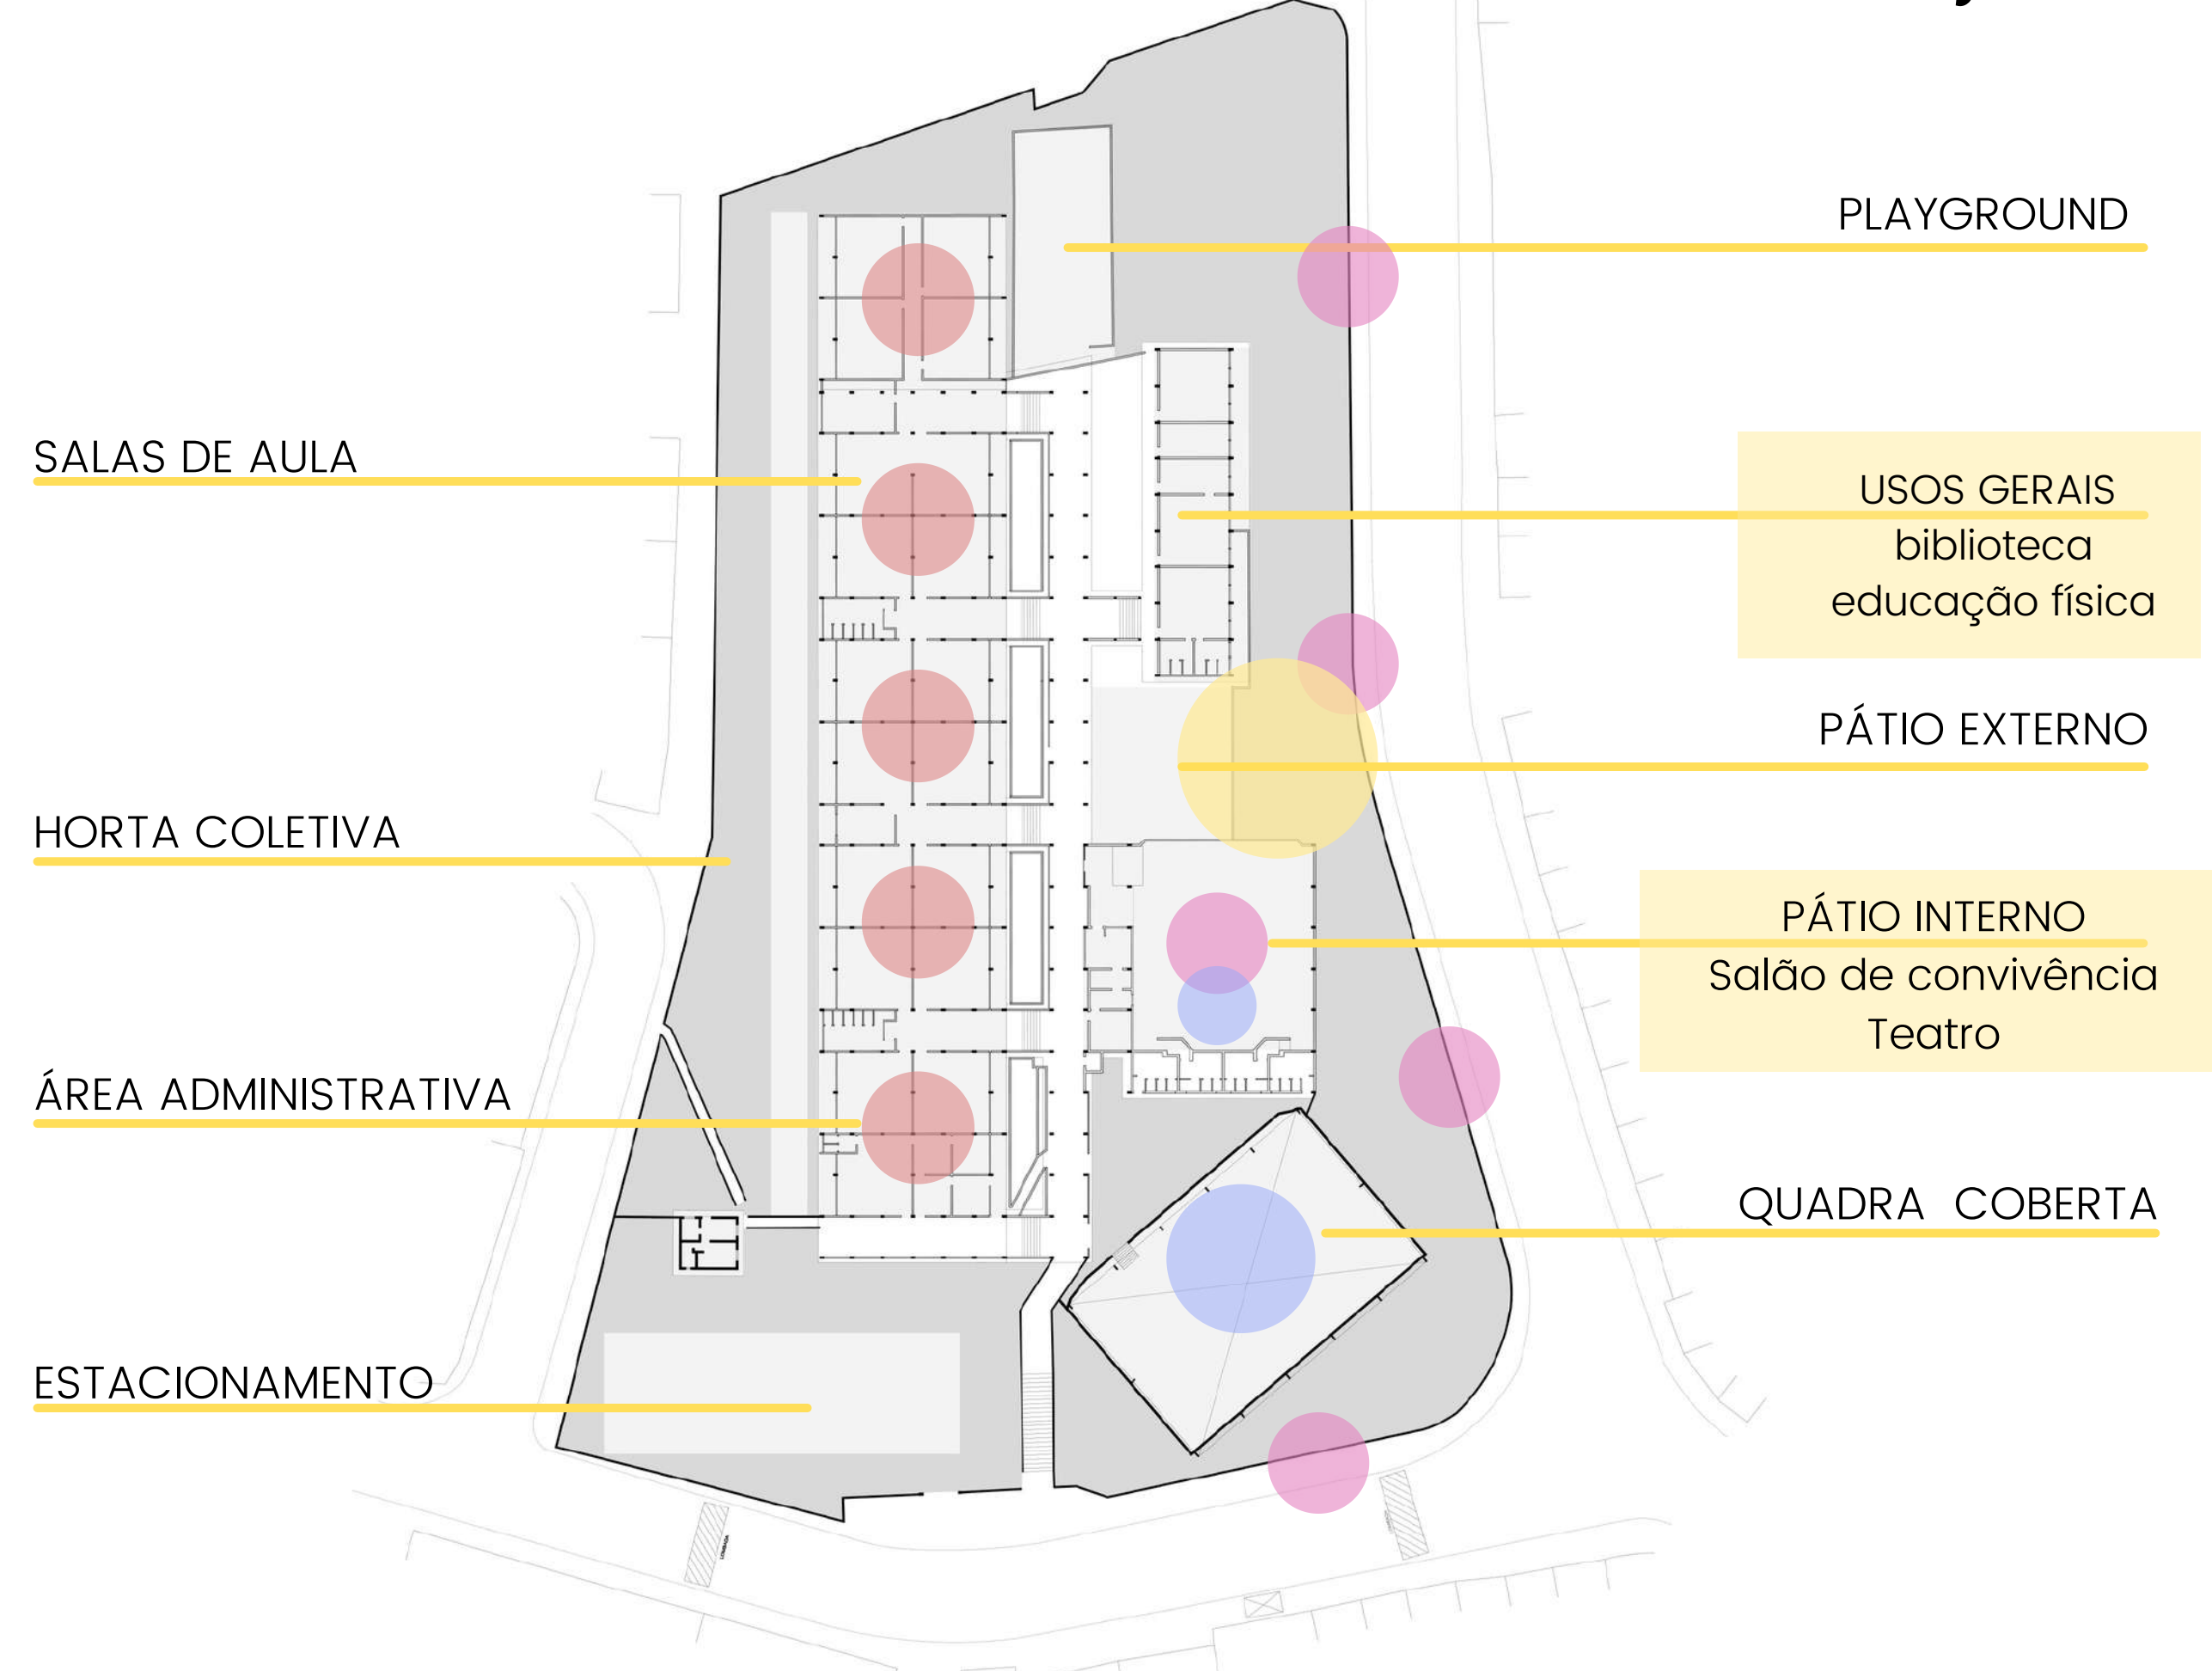 PLAYGROUND
SALAS DE AULA
USOS GERAIS
biblioteca
educação física
PÁTIO EXTERNO
HORTA COLETIVA
PÁTIO INTERNO
Salão de convivência
Teatro
ÁREA ADMINISTRATIVA
QUADRA COBERTA
ESTACIONAMENTO
LOMBADA